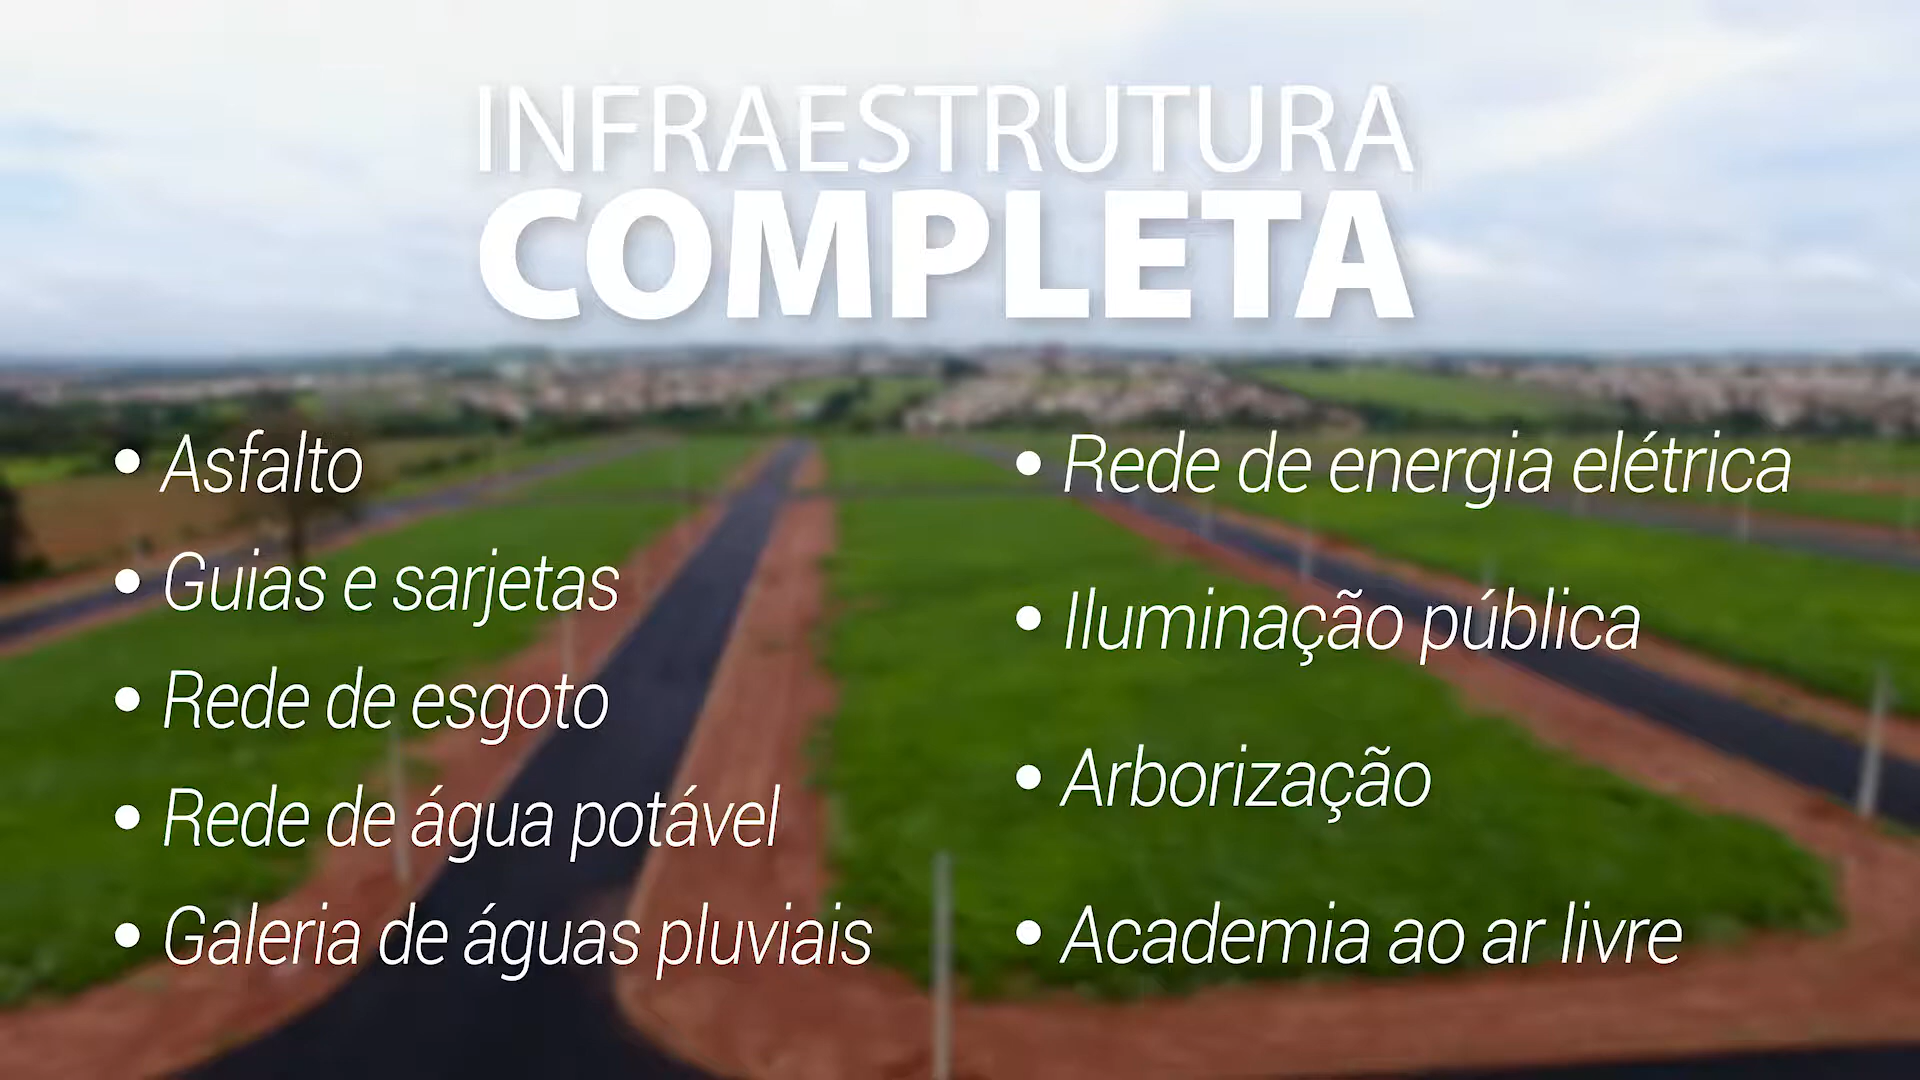 INFRAESTRUTURA
COMPLETA
• Asfalto
• Guias e sarjetas
• Rede de esgoto
• Rede de água potável
• Galeria de águas pluviais
• Rede de energia elétrica
• Iluminação pública
• Arborização
• Academia ao ar livre